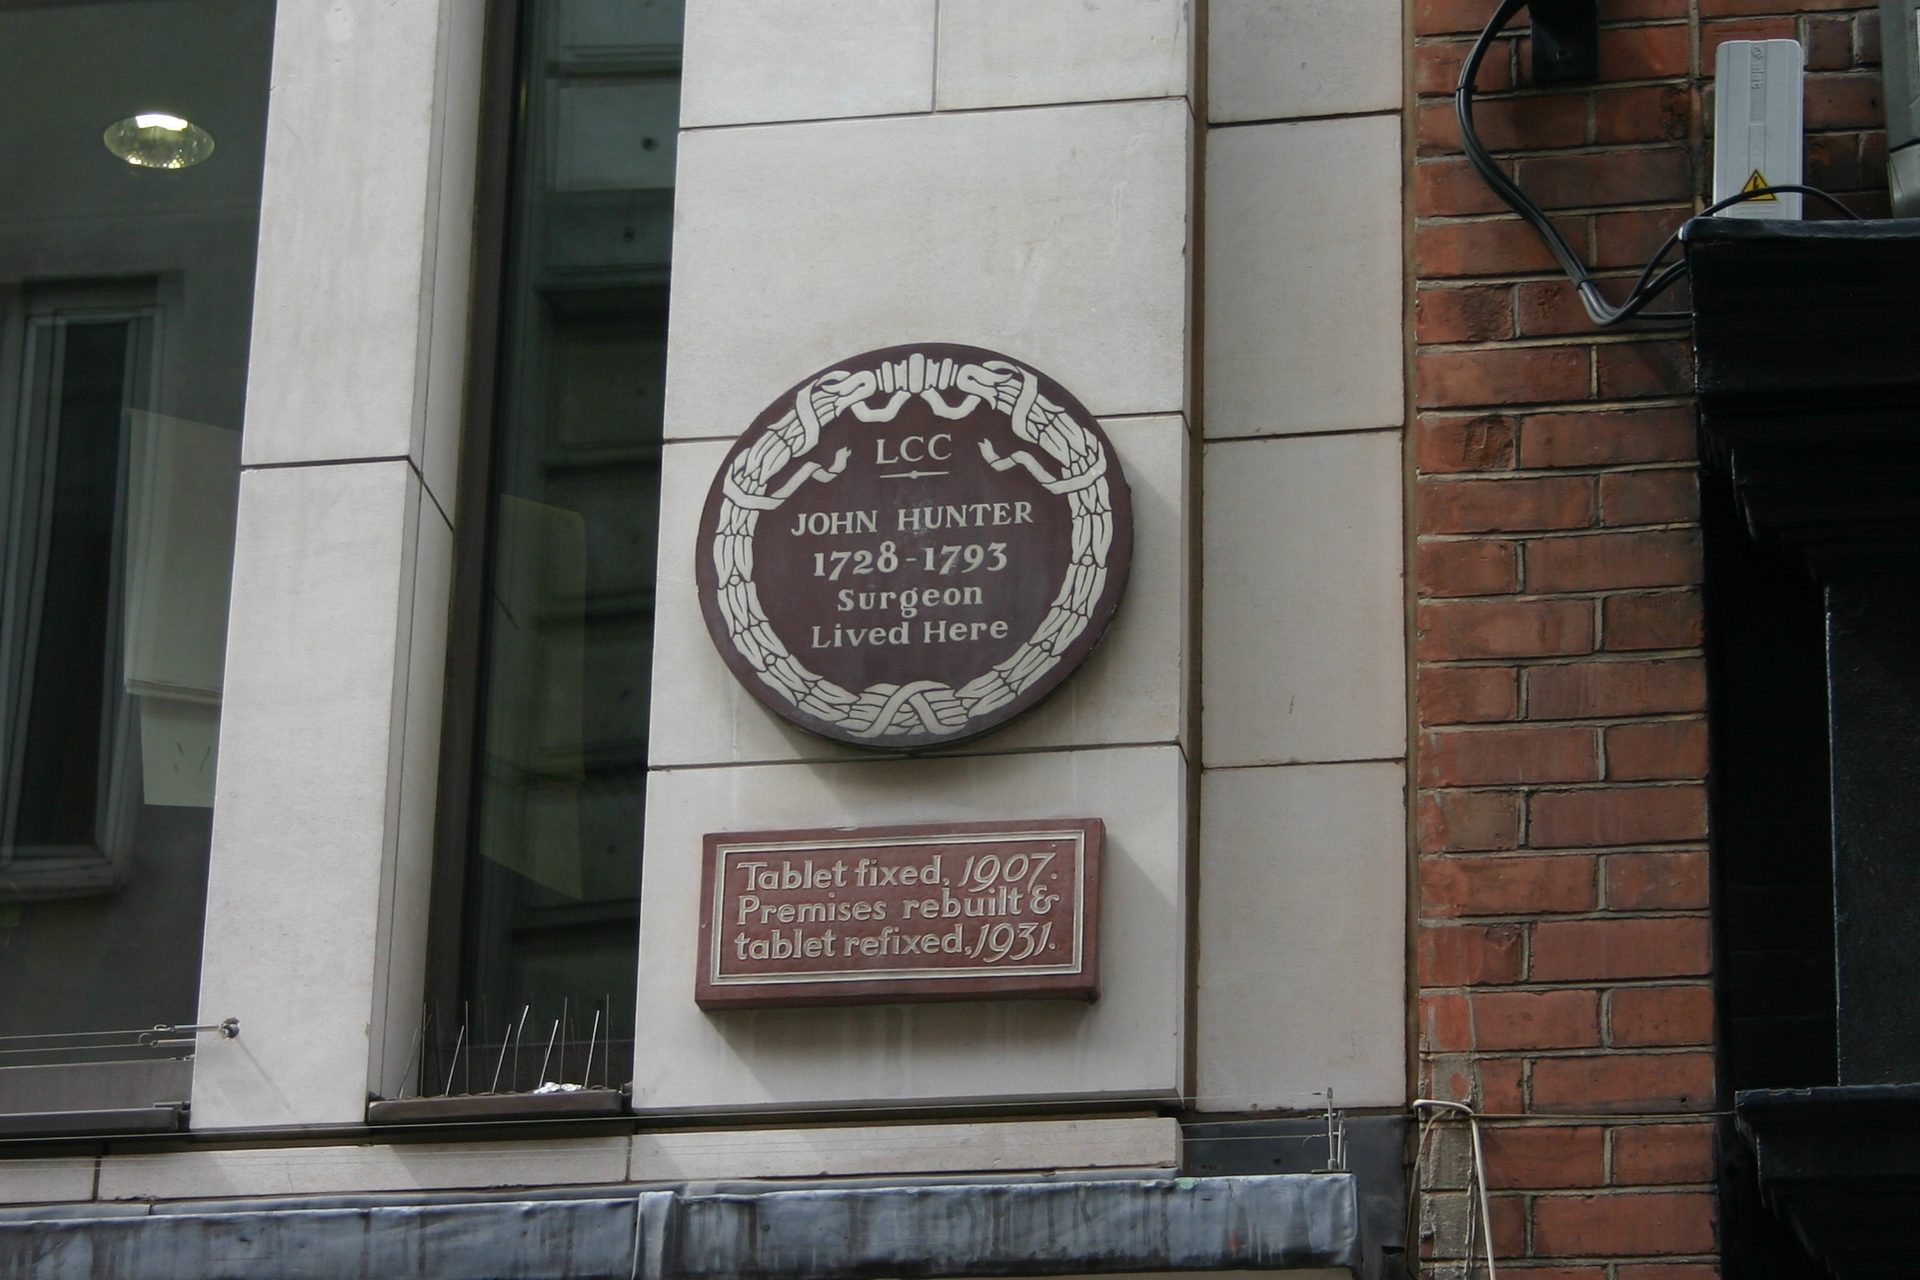 LCC
JOHN HUNTER
1728-1793
Surgeon
Lived Here
Tablet fixed, 1907.
Premises rebuilt &
tablet refixed, 1931.